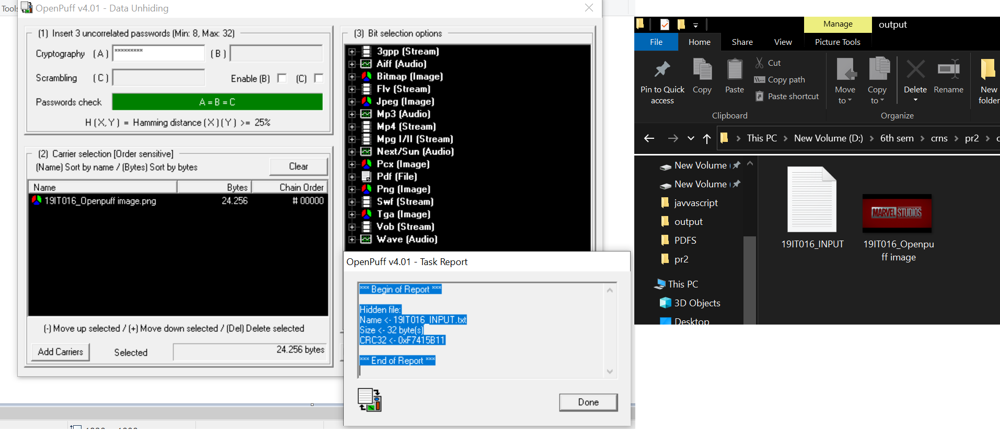 Tools
OpenPuff v4.01 - Data Unhiding
(1) Insert 3 uncorrelated passwords (Min: 8, Max: 32)
Cryptography (A) ********* (B)
Scrambling (C) Enable (B) (C)
Passwords check A = B = C
H (X,Y) = Hamming distance (X)(Y) >= 25%
(2) Carrier selection [Order sensitive]
(Name) Sort by name / (Bytes) Sort by bytes
Clear
Name Bytes Chain Order
19IT016_Openpuff image.png 24.256 # 00000
(-) Move up selected / (+) Move down selected / (Del) Delete selected
Add Carriers Selected 24.256 bytes
(3) Bit selection options
3gpp (Stream)
Aiff (Audio)
Bitmap (Image)
Flv (Stream)
Jpeg (Image)
Mp3 (Audio)
Mp4 (Stream)
Mpg I/II (Stream)
Next/Sun (Audio)
Pcx (Image)
Pdf (File)
Png (Image)
Swf (Stream)
Tga (Image)
Vob (Stream)
Wave (Audio)
OpenPuff v4.01 - Task Report
*** Begin of Report ***
Hidden file:
Name <- 19IT016_INPUT.txt
Size <- 32 byte(s)
CRC32 <- 0xF7415B11
*** End of Report ***
Done
Manage output
File Home Share View Picture Tools
Pin to Quick access
Copy
Paste
Cut
Copy path
Paste shortcut
Clipboard
Move to
Copy to
Delete
Rename
New folder
Organize
This PC > New Volume (D:) > 6th sem > crns > pr2 >
New Volume
New Volume
javvascript
output
PDFS
pr2
This PC
3D Objects
Desktop
19IT016_INPUT
MARVEL STUDIOS
19IT016_Openpu
ff image